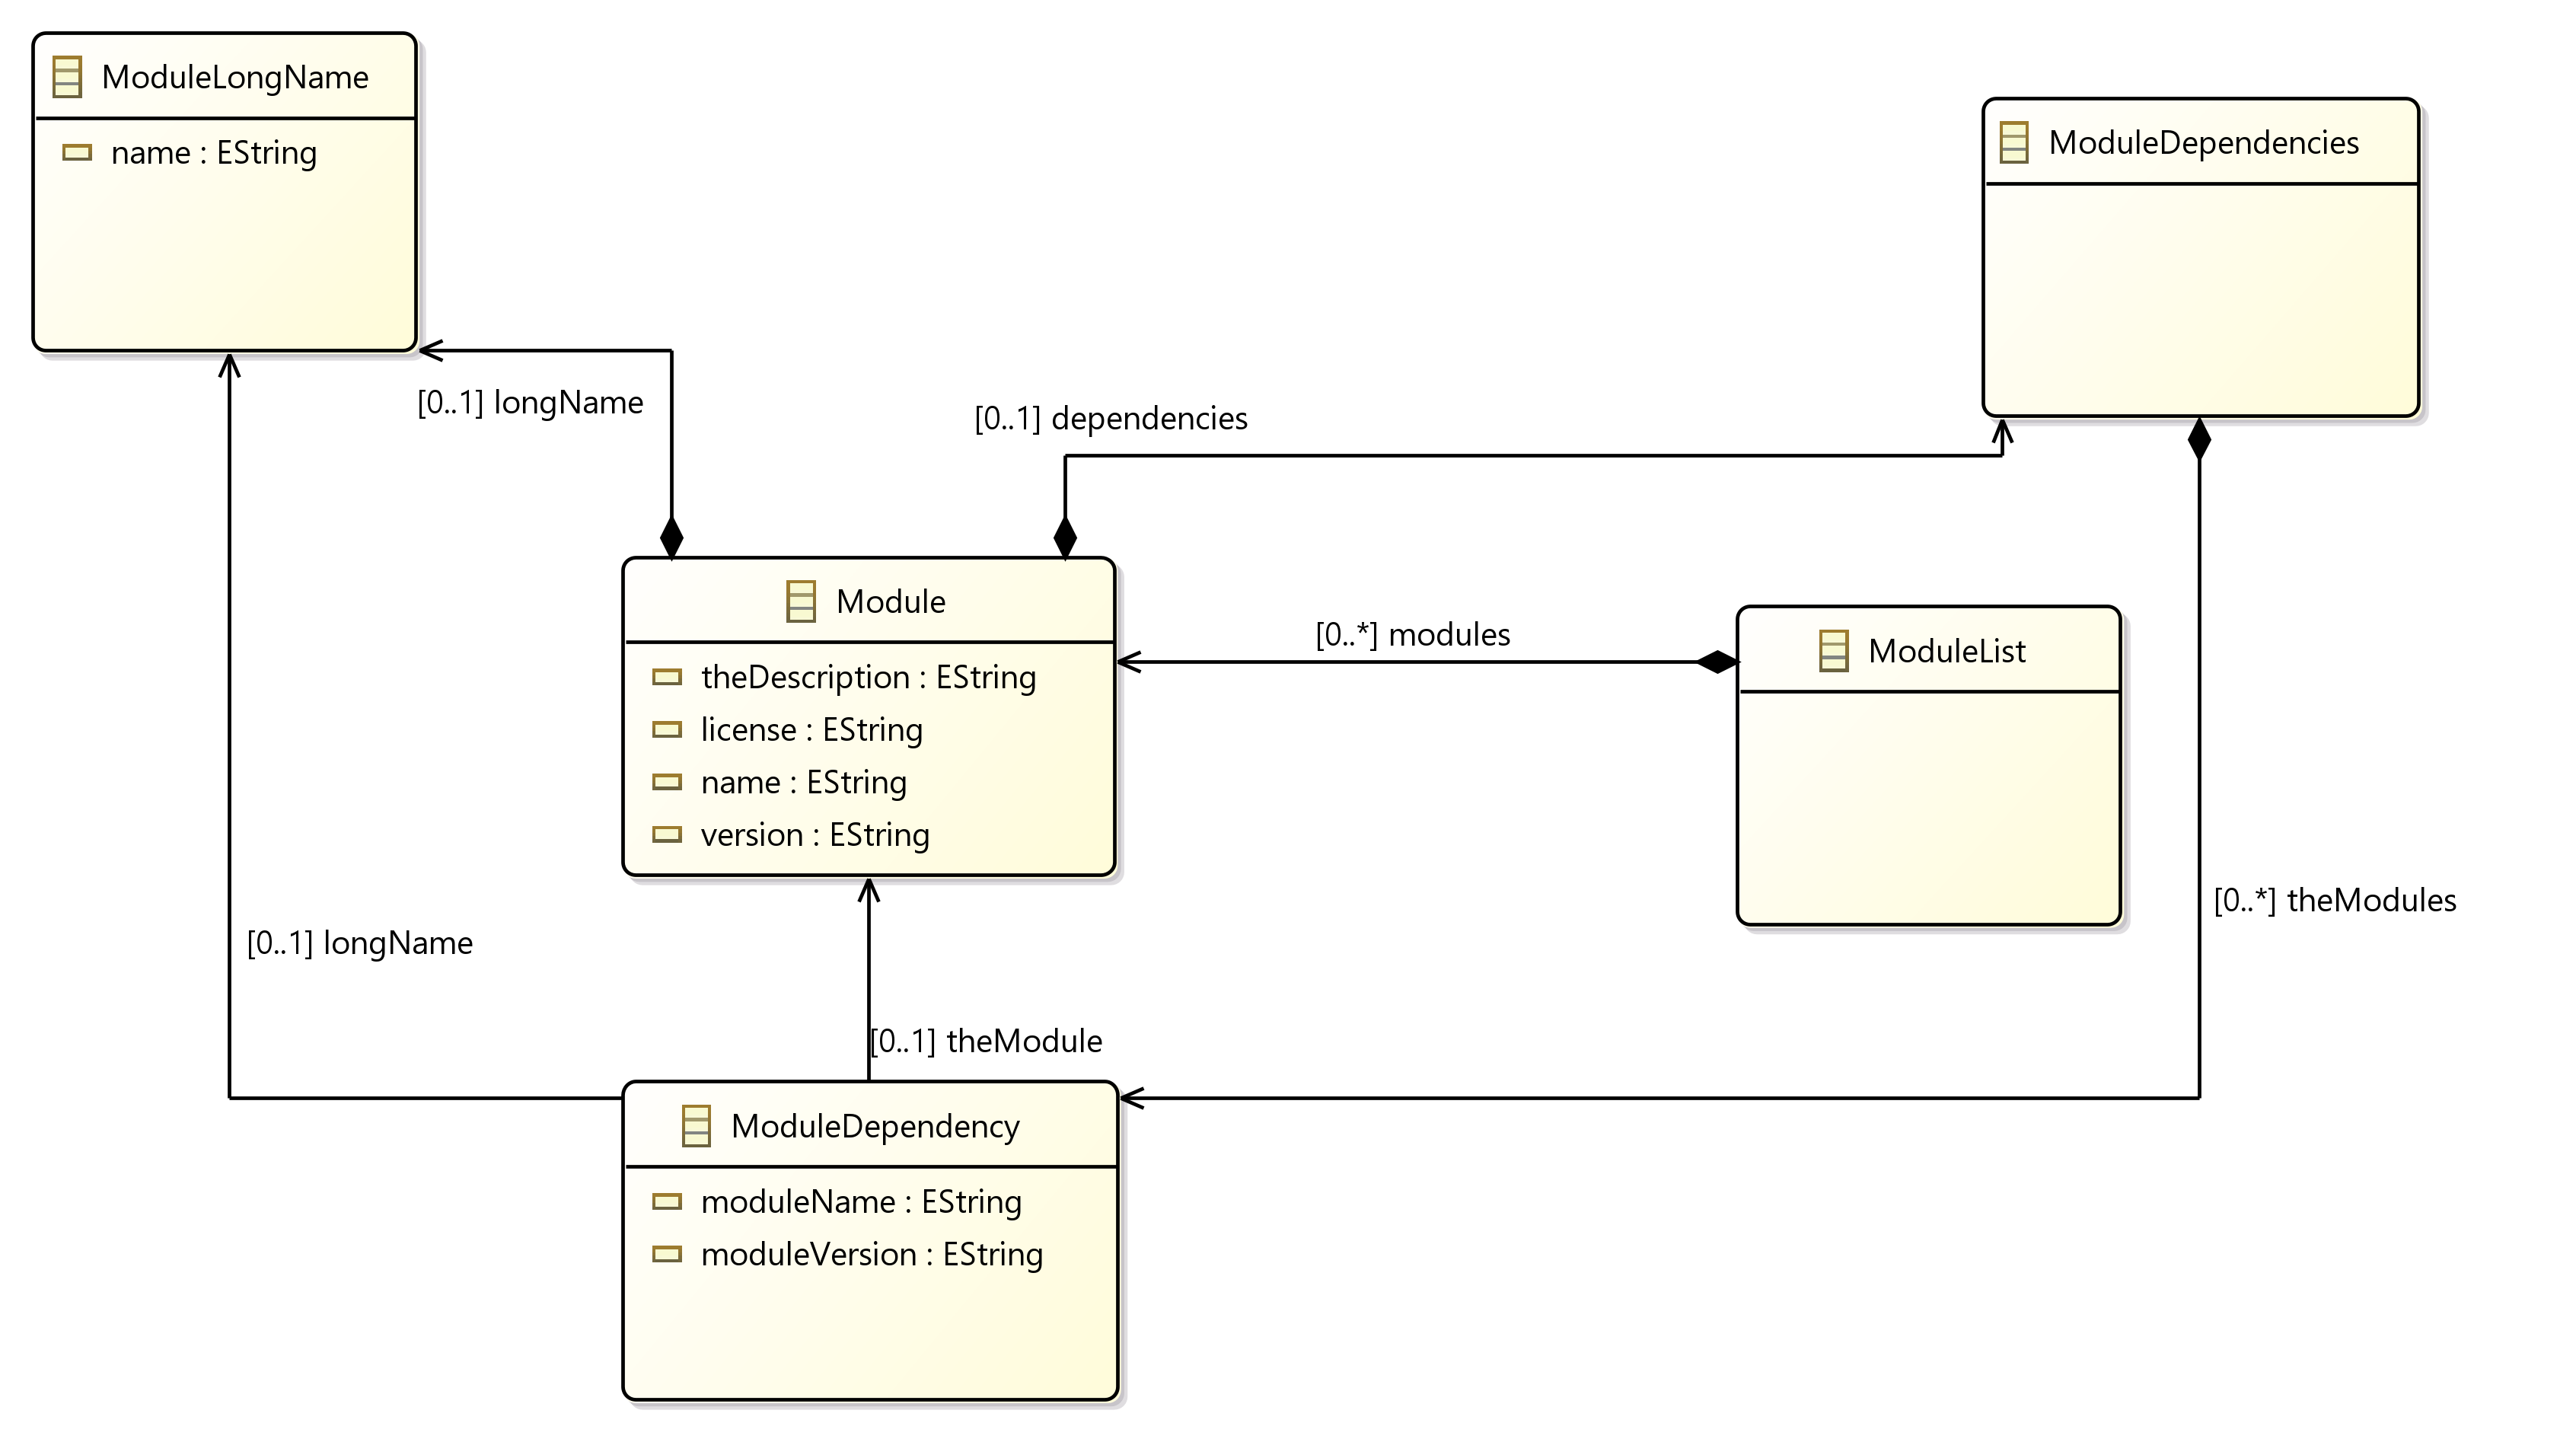 ModuleLongName
name : EString
ModuleDependencies
[0..1] longName
[0..1] dependencies
Module
theDescription : EString
license : EString
name : EString
version : EString
[0..*] modules
ModuleList
[0..*] theModules
[0..1] longName
[0..1] theModule
ModuleDependency
moduleName : EString
moduleVersion : EString